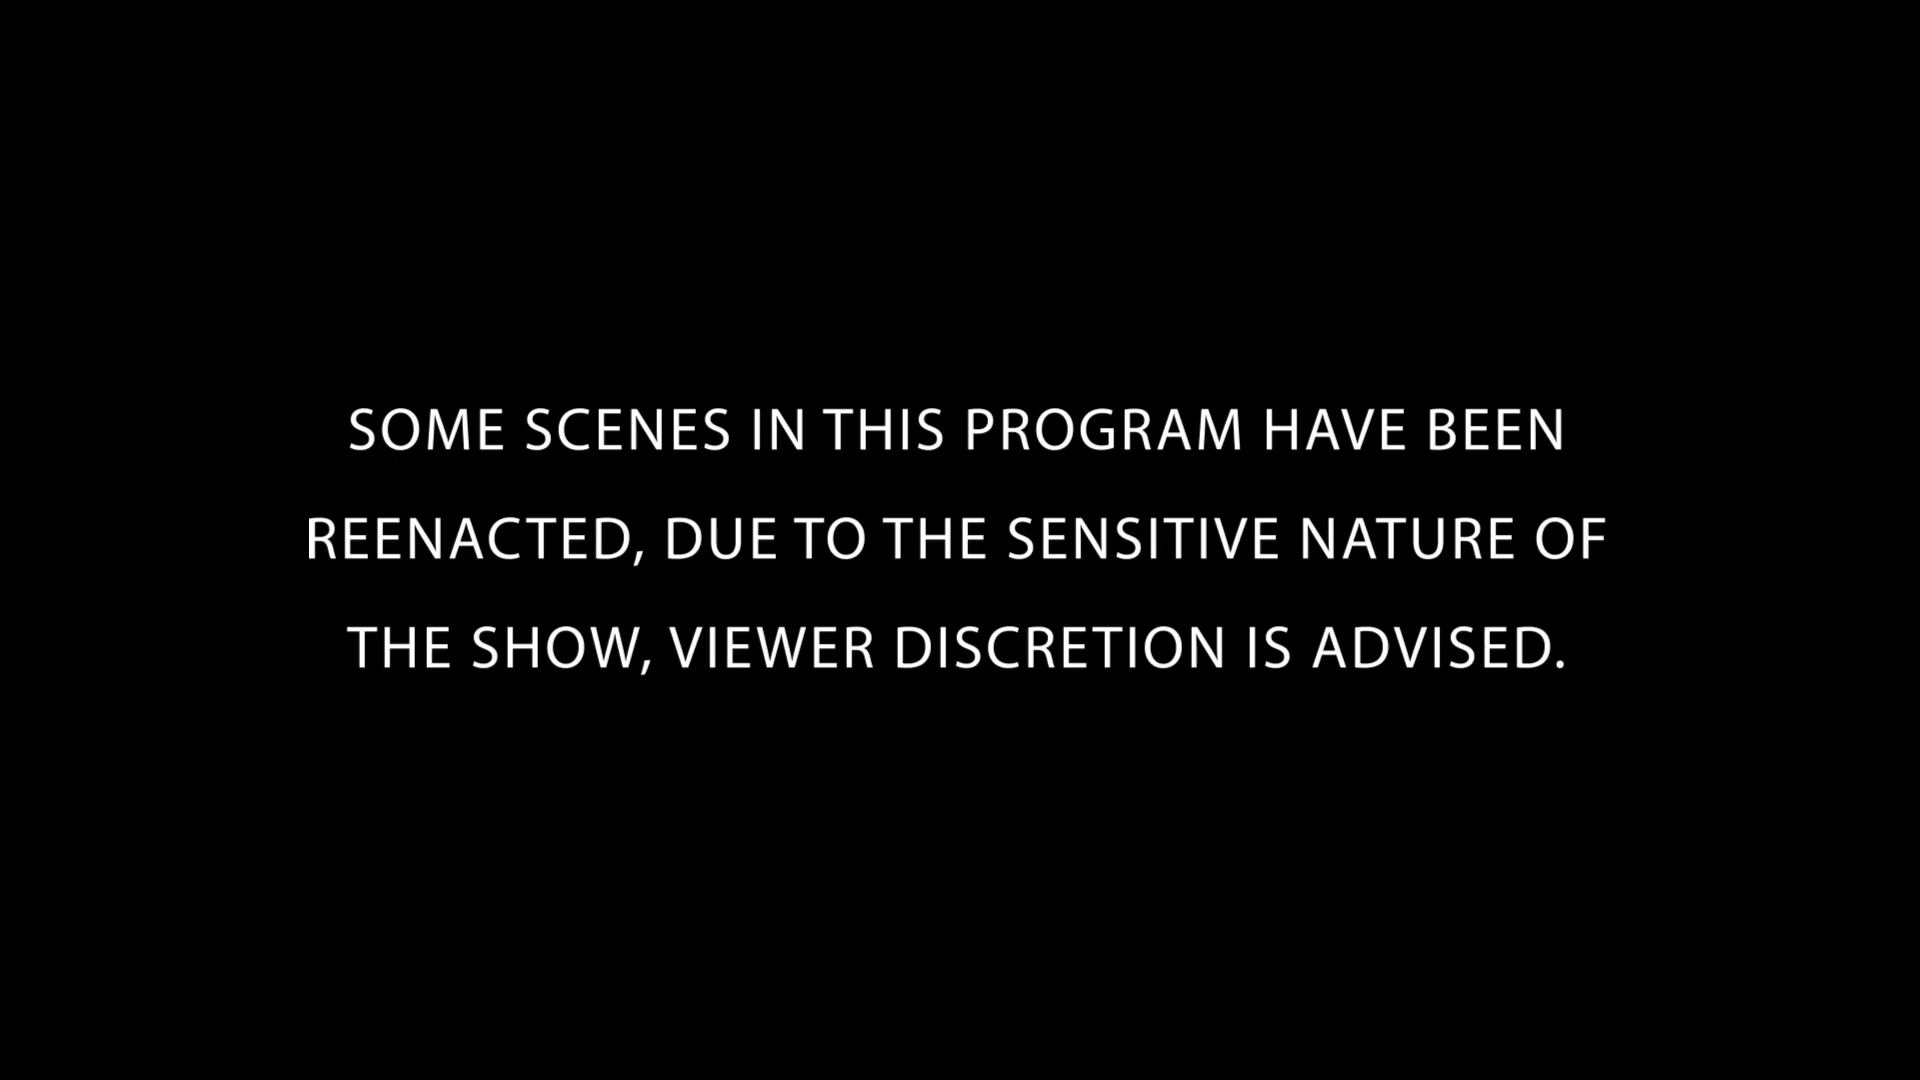 SOME SCENES IN THIS PROGRAM HAVE BEEN
REENACTED, DUE TO THE SENSITIVE NATURE OF
THE SHOW, VIEWER DISCRETION IS ADVISED.